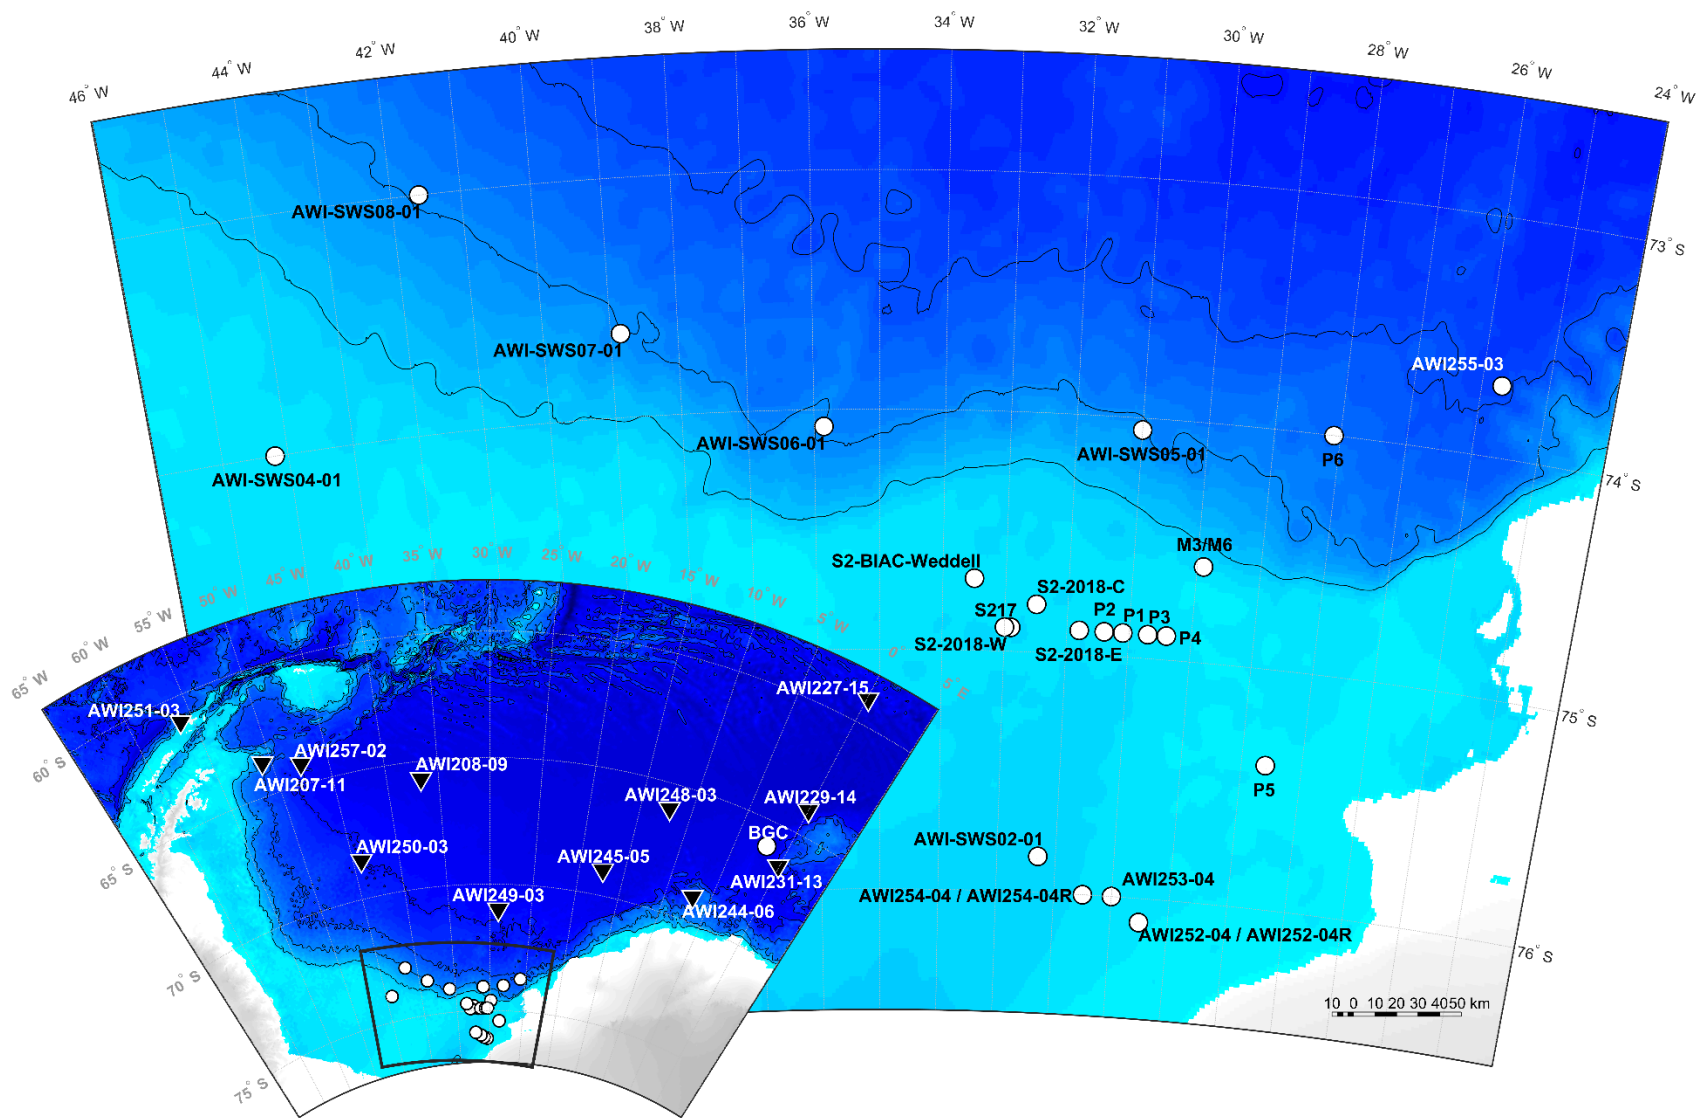 46° W
44° W
42° W
40° W
38° W
36° W
34° W
32° W
30° W
28° W
26° W
24° W
AWI-SWS08-01
73° S
AWI-SWS07-01
AWI255-03
AWI-SWS06-01
AWI-SWS05-01
P6
AWI-SWS04-01
74° S
M3/M6
S2-BIAC-Weddell
S2-2018-C
S217
P2
P1
P3
P4
S2-2018-W
S2-2018-E
75° S
P5
AWI-SWS02-01
AWI253-04
AWI254-04 / AWI254-04R
AWI252-04 / AWI252-04R
76° S
10 0 10 20 30 40 50 km
65° W
60° W
55° W
50° W
45° W
40° W
35° W
30° W
25° W
20° W
15° W
10° W
5° W
0°
5° E
60° S
65° S
70° S
75° S
AWI227-15
AWI251-03
AWI257-02
AWI207-11
AWI208-09
AWI248-03
AWI229-14
BGC
AWI250-03
AWI245-05
AWI231-13
AWI249-03
AWI244-06